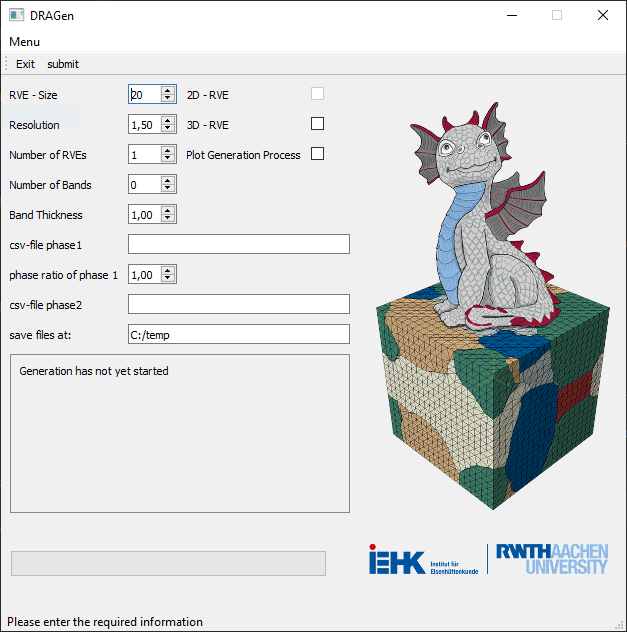 DRAGen
Menu
Exit submit
RVE - Size 20 2D - RVE
Resolution 1,50 3D - RVE
Number of RVEs 1 Plot Generation Process
Number of Bands 0
Band Thickness 1,00
csv-file phase1
phase ratio of phase 1 1,00
csv-file phase2
save files at: C:/temp
Generation has not yet started
IEHK Institut für
Eisenhüttenkunde
RWTH AACHEN
UNIVERSITY
Please enter the required information